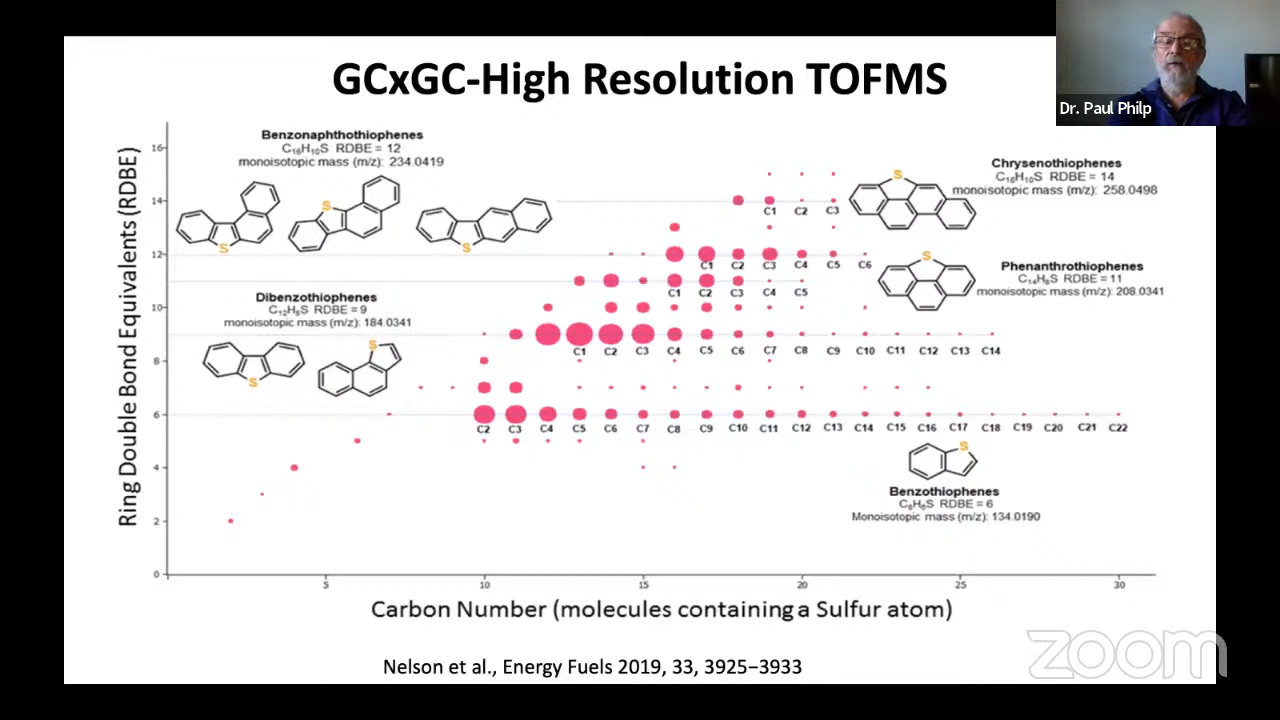 GCxGC-High Resolution TOFMS
Dr. Paul Philp
Ring Double Bond Equivalents (RDBE)
16
14
12
10
8
6
4
2
0
Benzonaphthothiophenes
C₁₆H₁₀S RDBE = 12
monoisotopic mass (m/z): 234.0419
S
S
S
Chrysenothiophenes
C₁₈H₁₀S RDBE = 14
monoisotopic mass (m/z): 258.0498
S
C1 C2 C3
C1 C2 C3 C4 C5 C6
Phenanthrothiophenes
C₁₄H₈S RDBE = 11
monoisotopic mass (m/z): 208.0341
S
C1 C2 C3 C4 C5
Dibenzothiophenes
C₁₂H₈S RDBE = 9
monoisotopic mass (m/z): 184.0341
S
S
C1 C2 C3 C4 C5 C6 C7 C8 C9 C10 C11 C12 C13 C14
C2 C3 C4 C5 C6 C7 C8 C9 C10 C11 C12 C13 C14 C15 C16 C17 C18 C19 C20 C21 C22
S
Benzothiophenes
C₈H₆S RDBE = 6
Monoisotopic mass (m/z): 134.0190
5 10 15 20 25 30
Carbon Number (molecules containing a Sulfur atom)
Nelson et al., Energy Fuels 2019, 33, 3925−3933
zoom